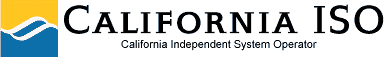 CALIFORNIA ISO
California Independent System Operator